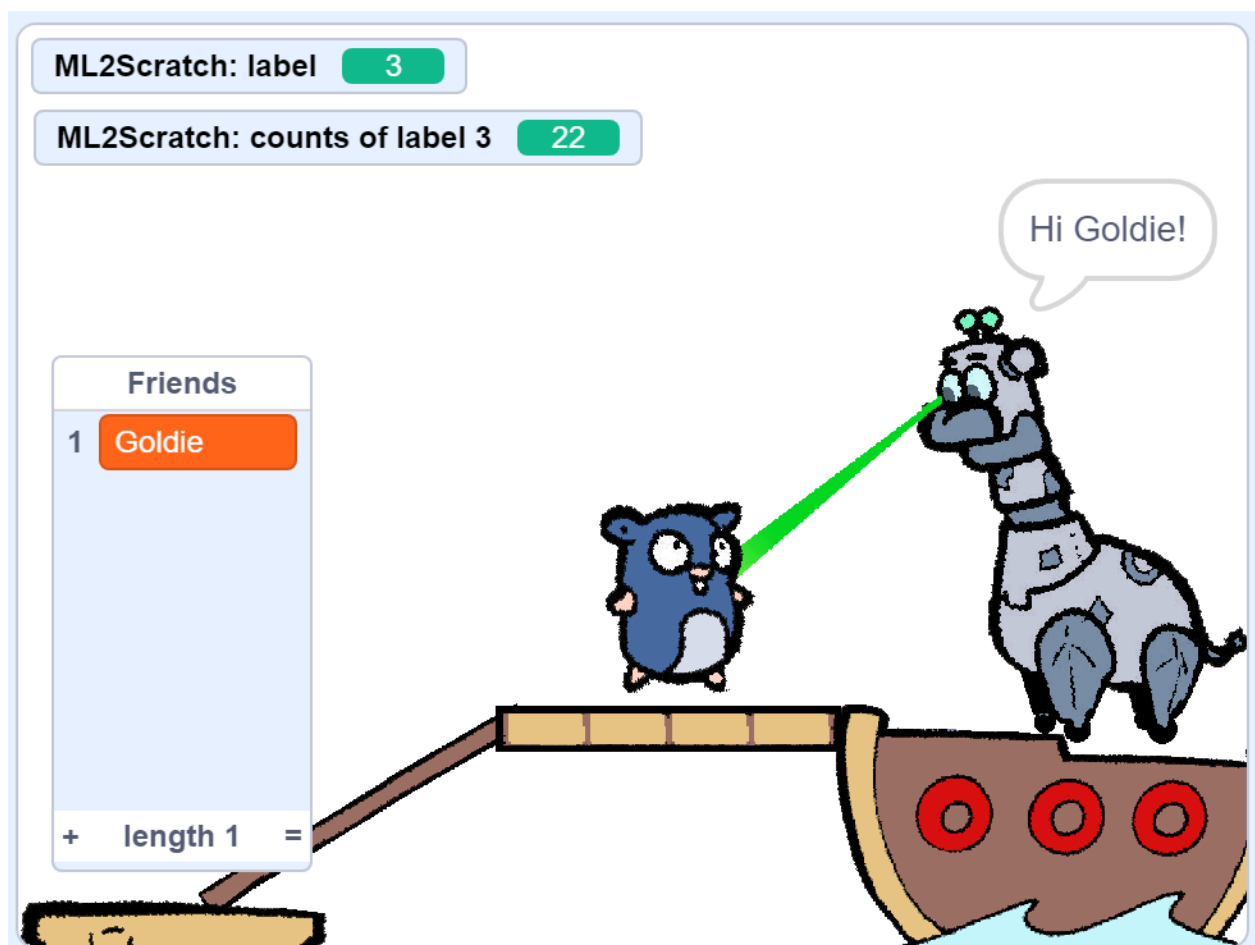 ML2Scratch: label 3
ML2Scratch: counts of label 3 22
Hi Goldie!
Friends
1 Goldie
+ length 1 =